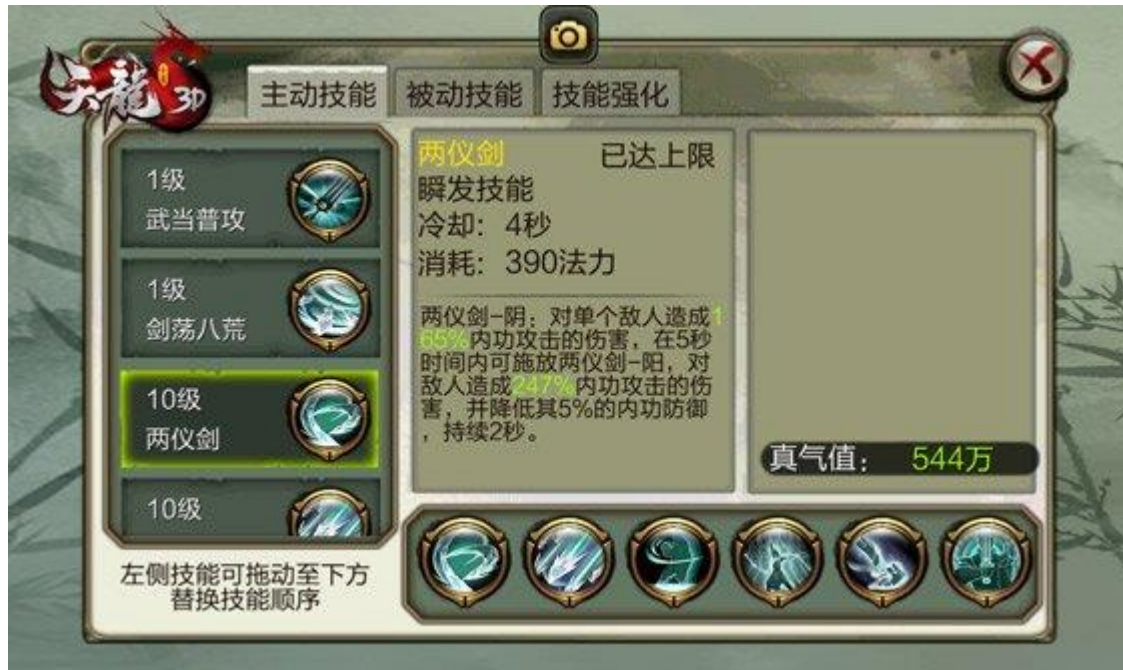 天龍
3D
主动技能
被动技能
技能强化
1级
武当普攻
1级
剑荡八荒
10级
两仪剑
10级
左侧技能可拖动至下方
替换技能顺序
两仪剑 已达上限
瞬发技能
冷却：4秒
消耗：390法力
两仪剑-阴：对单个敌人造成1
65%内功攻击的伤害，在5秒
时间内可施放两仪剑-阳，对
敌人造成247%内功攻击的伤
害，并降低其5%的内功防御
，持续2秒。
真气值： 544万